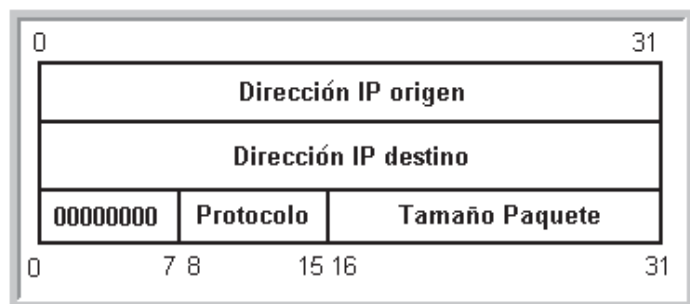 0 31
Dirección IP origen
Dirección IP destino
00000000 Protocolo Tamaño Paquete
0 7 8 15 16 31